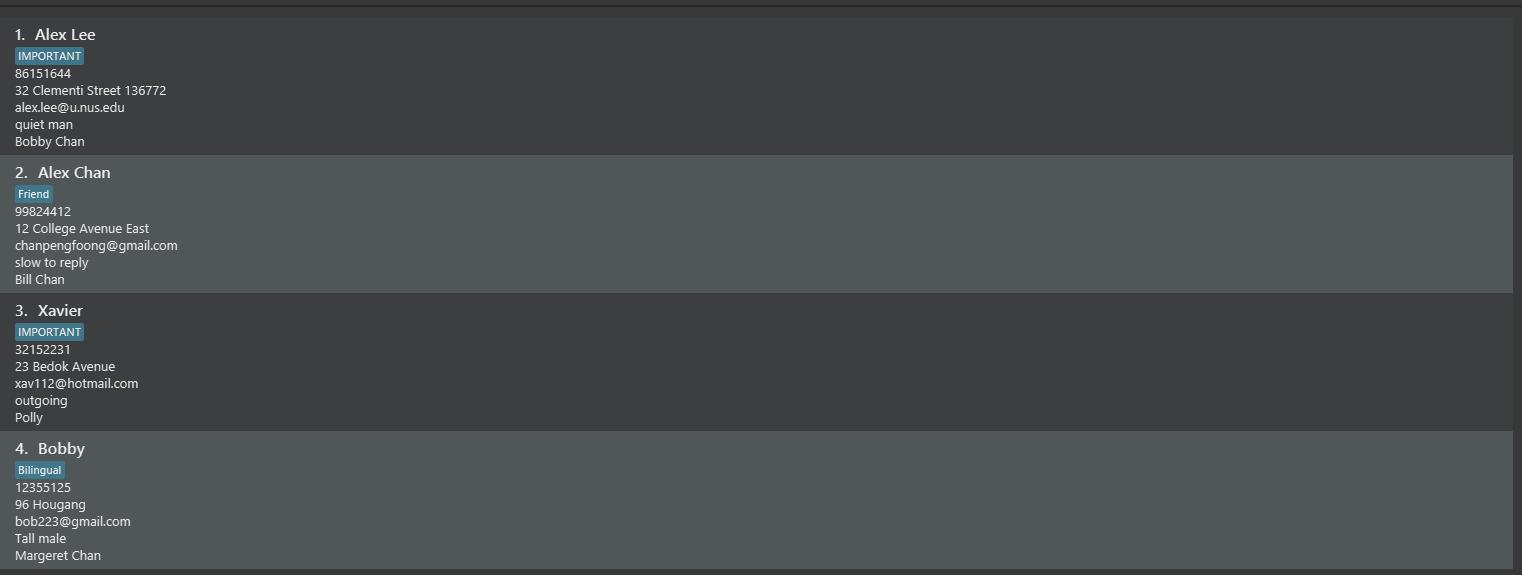 1. Alex Lee
IMPORTANT
86151644
32 Clementi Street 136772
alex.lee@u.nus.edu
quiet man
Bobby Chan
2. Alex Chan
Friend
99824412
12 College Avenue East
chanpengfoong@gmail.com
slow to reply
Bill Chan
3. Xavier
IMPORTANT
32152231
23 Bedok Avenue
xav112@hotmail.com
outgoing
Polly
4. Bobby
Bilingual
12355125
96 Hougang
bob223@gmail.com
Tall male
Margeret Chan